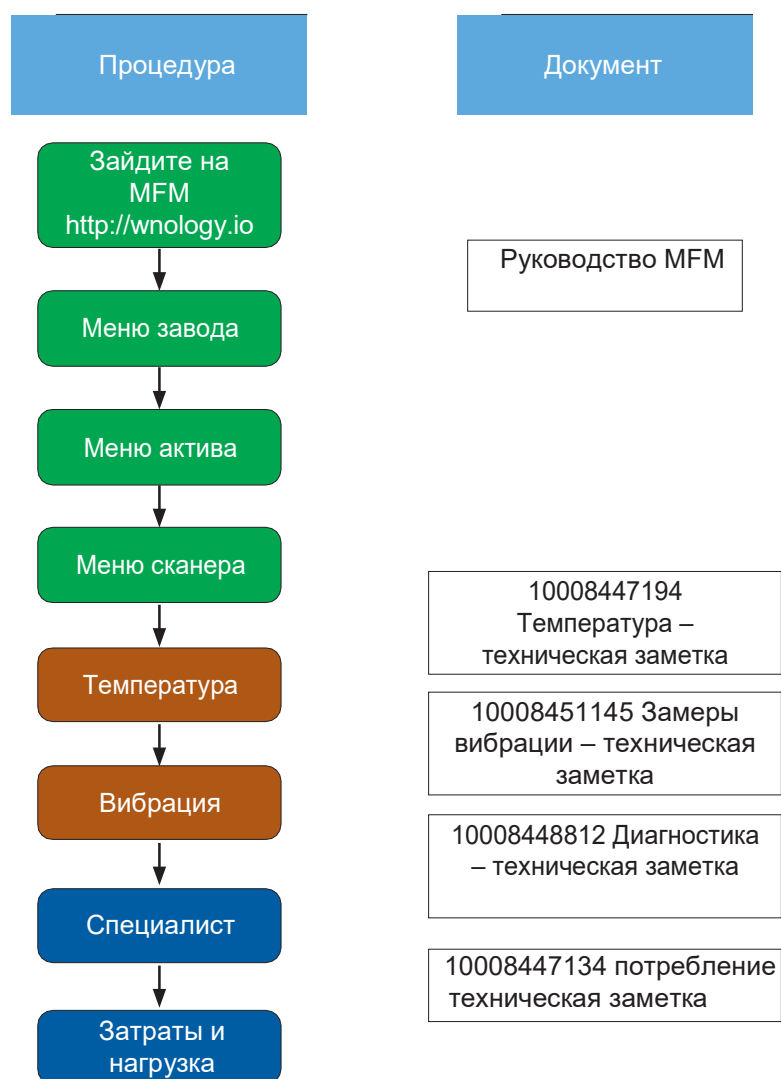 Процедура
Документ
Зайдите на
MFM
http://wnology.io
Руководство MFM
Меню завода
Меню актива
Меню сканера
10008447194
Температура –
техническая заметка
Температура
10008451145 Замеры
вибрации – техническая
заметка
Вибрация
10008448812 Диагностика
– техническая заметка
Специалист
10008447134 потребление
техническая заметка
Затраты и
нагрузка